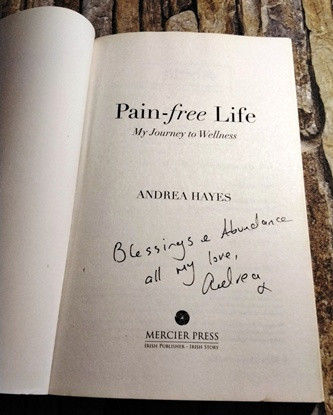 Pain-free Life
My Journey to Wellness
ANDREA HAYES
Blessings & Abundance
all my love,
Andrea x
MERCIER PRESS
IRISH PUBLISHER – IRISH STORY